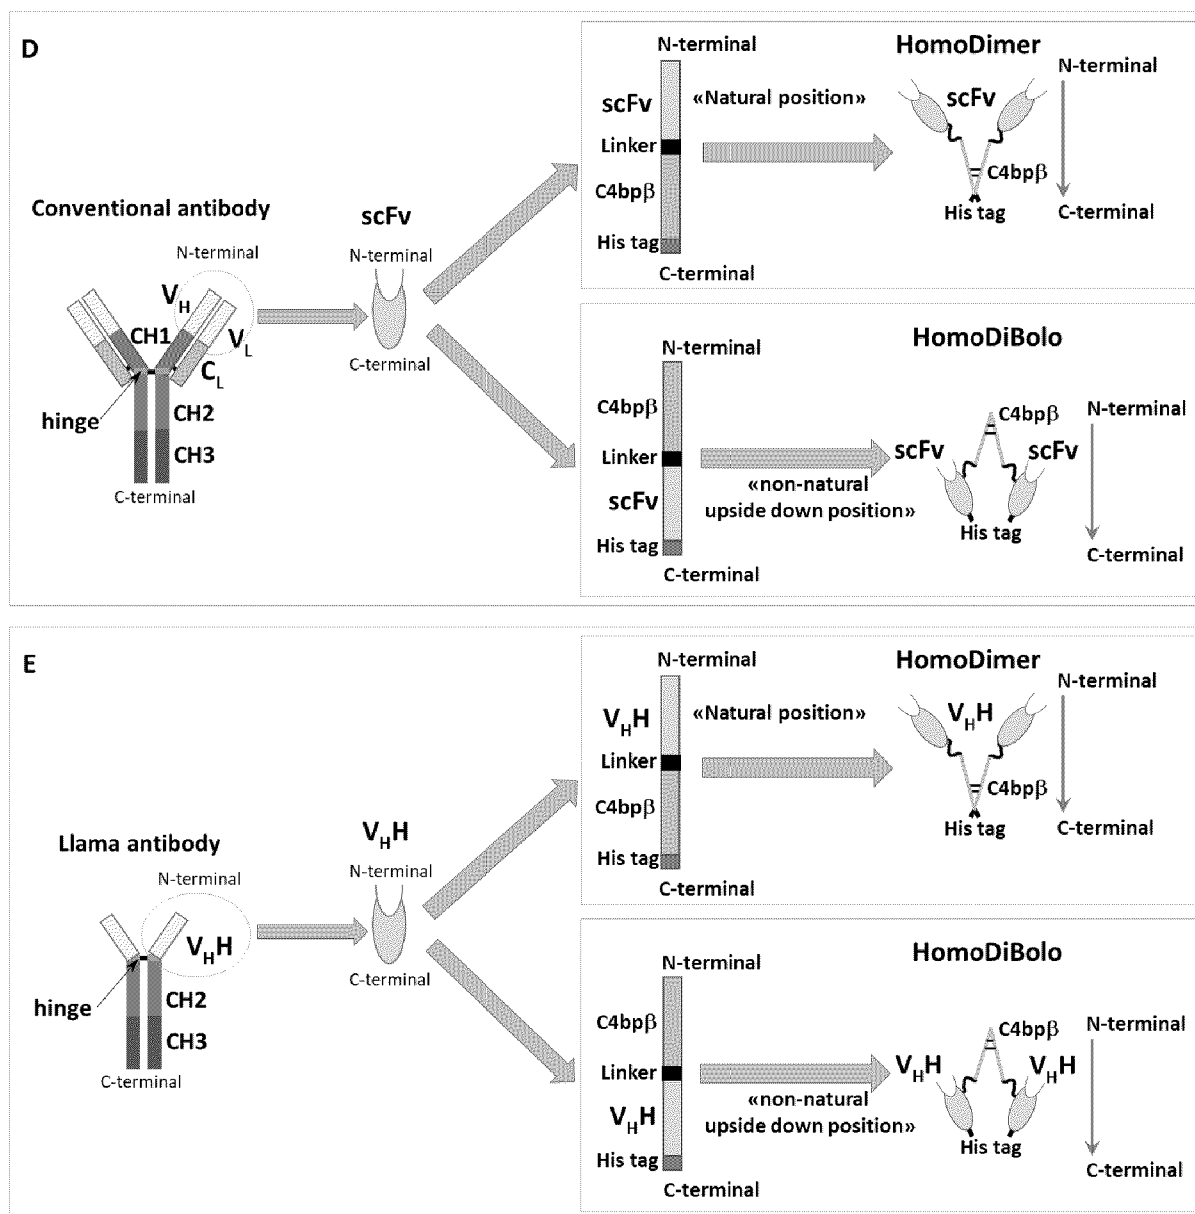 D
Conventional antibody
N-terminal
VH
CH1
VL
CL
hinge
CH2
CH3
C-terminal
scFv
N-terminal
C-terminal
N-terminal
scFv
Linker
C4bpβ
His tag
C-terminal
«Natural position»
HomoDimer
scFv
C4bpβ
His tag
N-terminal
C-terminal
N-terminal
C4bpβ
Linker
scFv
His tag
C-terminal
«non-natural
upside down position»
HomoDiBolo
C4bpβ
scFv
scFv
His tag
N-terminal
C-terminal
E
Llama antibody
N-terminal
VHH
hinge
CH2
CH3
C-terminal
VHH
N-terminal
C-terminal
N-terminal
VHH
Linker
C4bpβ
His tag
C-terminal
«Natural position»
HomoDimer
VHH
C4bpβ
His tag
N-terminal
C-terminal
N-terminal
C4bpβ
Linker
VHH
His tag
C-terminal
«non-natural
upside down position»
HomoDiBolo
C4bpβ
VHH
VHH
His tag
N-terminal
C-terminal